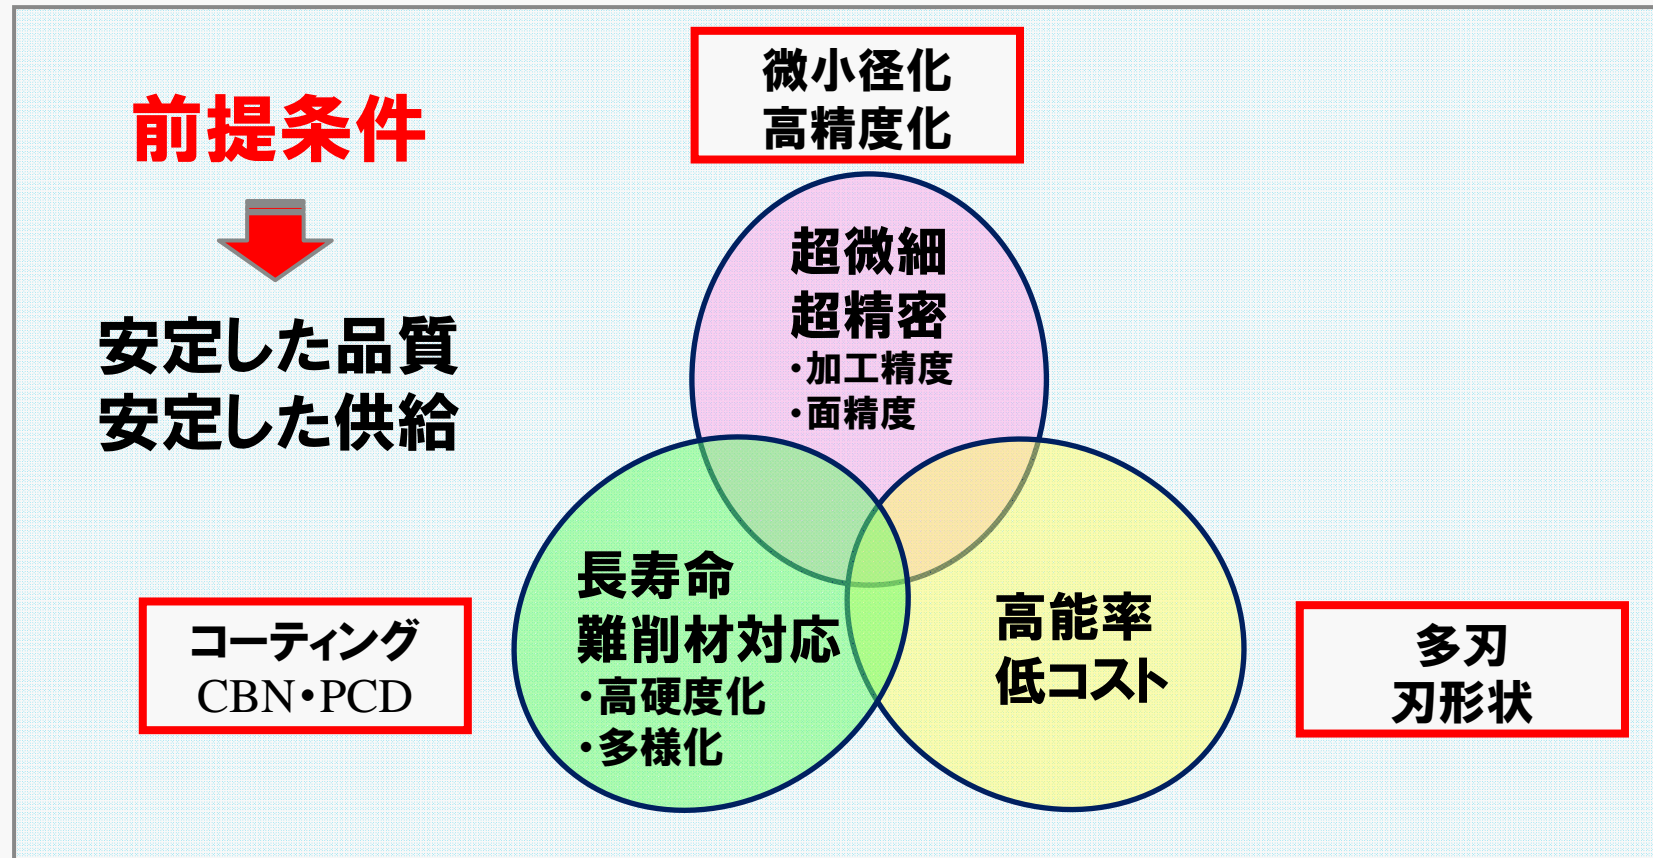 前提条件
安定した品質
安定した供給
微小径化
高精度化
超微細
超精密
・加工精度
・面精度
長寿命
難削材対応
・高硬度化
・多様化
高能率
低コスト
コーティング
CBN・PCD
多刃
刃形状